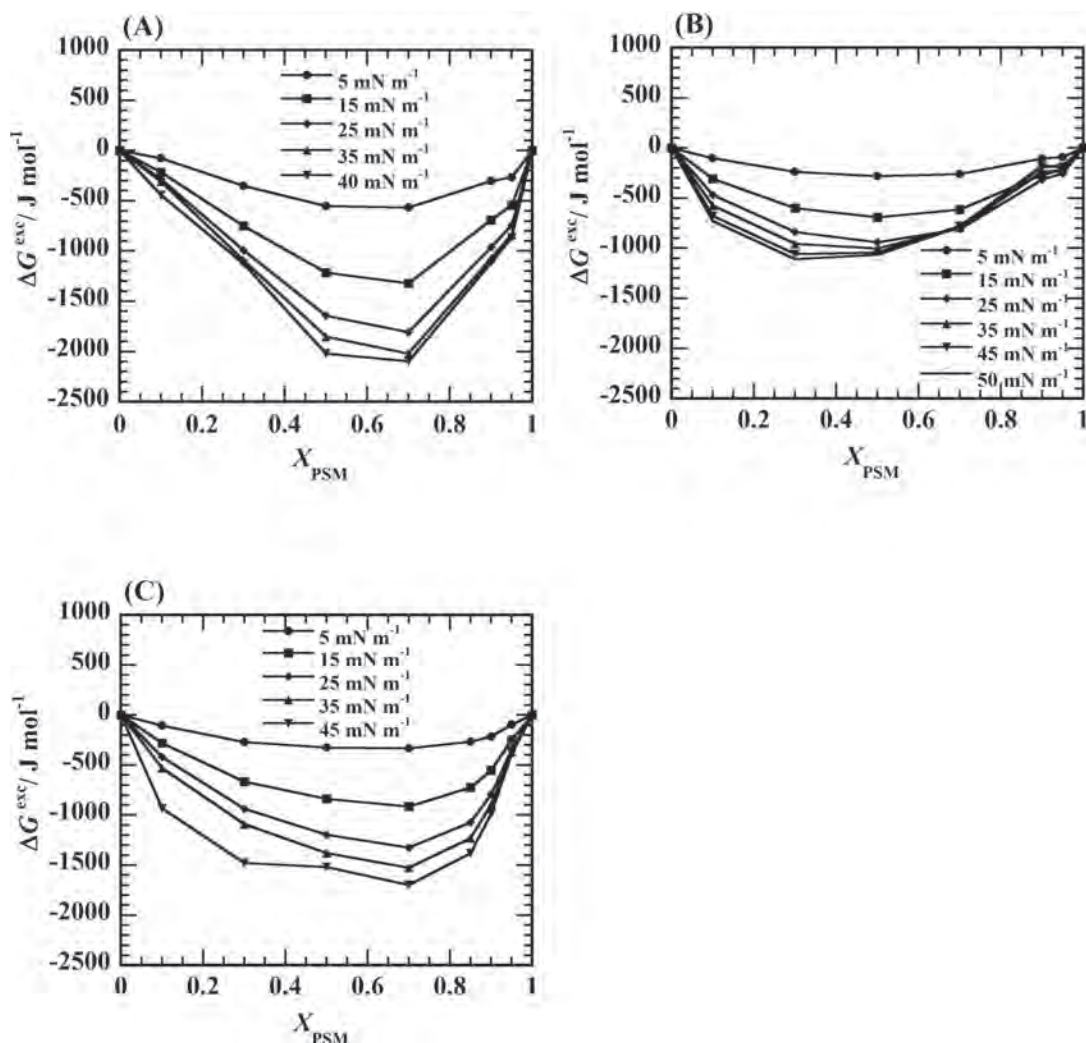 (A)
1000
500
0
-500
-1000
-1500
-2000
-2500
ΔG exc/ J mol-1
5 mN m-1
15 mN m-1
25 mN m-1
35 mN m-1
40 mN m-1
0 0.2 0.4 0.6 0.8 1
XPSM
(B)
1000
500
0
-500
-1000
-1500
-2000
-2500
ΔG exc/ J mol-1
5 mN m-1
15 mN m-1
25 mN m-1
35 mN m-1
45 mN m-1
50 mN m-1
0 0.2 0.4 0.6 0.8 1
XPSM
(C)
1000
500
0
-500
-1000
-1500
-2000
-2500
ΔG exc/ J mol-1
5 mN m-1
15 mN m-1
25 mN m-1
35 mN m-1
45 mN m-1
0 0.2 0.4 0.6 0.8 1
XPSM